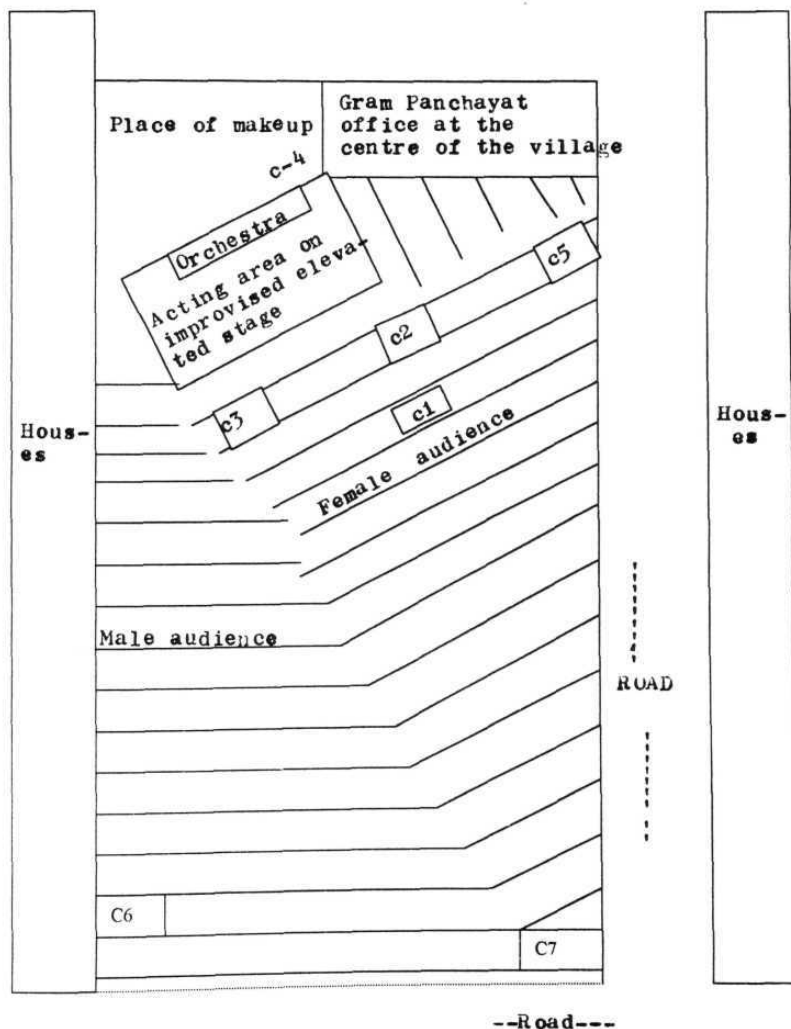 Place of makeup
Gram Panchayat
office at the
centre of the village
c-4
Orchestra
Acting area on
improvised eleva-
ted stage
c5
c2
c3
c1
Female audience
Hous-
es
Hous-
es
Male audience
ROAD
C6
C7
--Road---